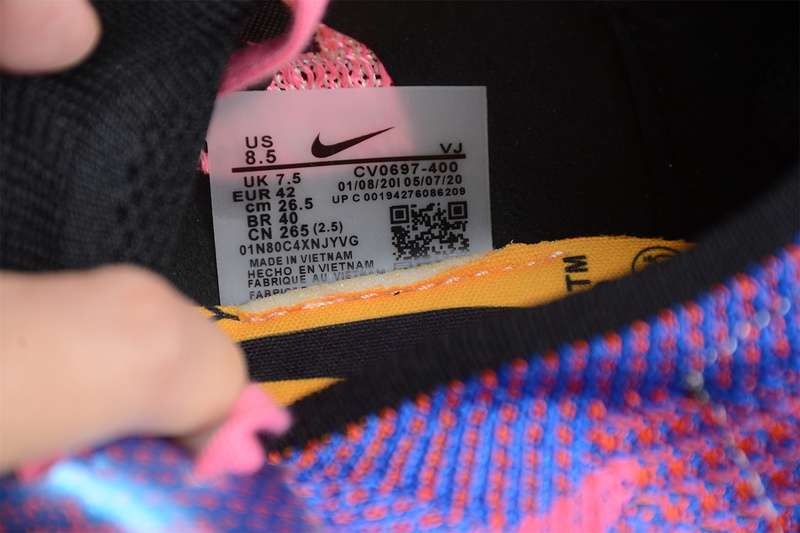 US
8.5
VJ
UK 7.5
CV0697-400
EUR 42
01/08/20 05/07/20
cm 26.5
UPC 00194276086209
BR 40
CN 265 (2.5)
01N80C4XNJYVG
MADE IN VIETNAM
HECHO EN VIETNAM
FABRIQUE AU VIETNAM
TM